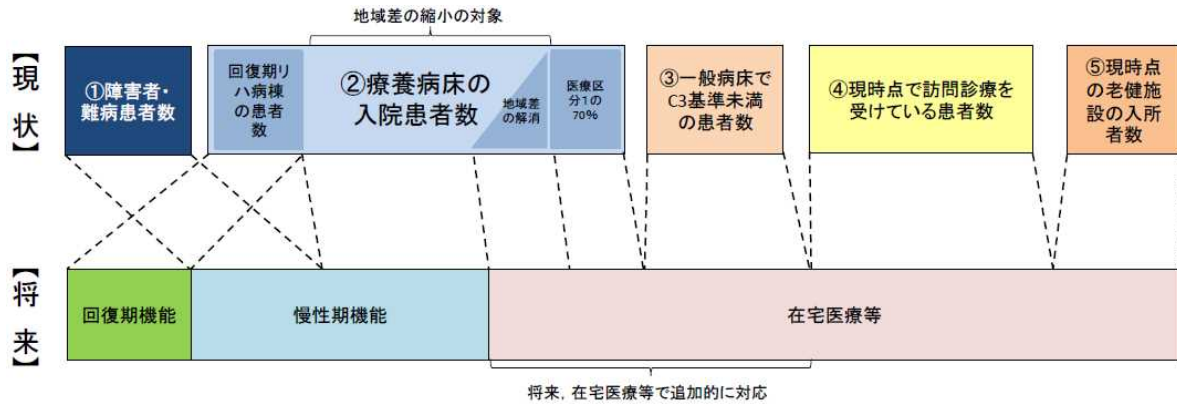 地域差の縮小の対象
【現状】
①障害者・
難病患者数
回復期リ
ハ病棟
の患者
数
②療養病床の
入院患者数
地域差
の解消
医療区
分1の
70%
③一般病床で
C3基準未満
の患者数
④現時点で訪問診療を
受けている患者数
⑤現時点
の老健施
設の入所
者数
【将来】
回復期機能
慢性期機能
在宅医療等
将来，在宅医療等で追加的に対応